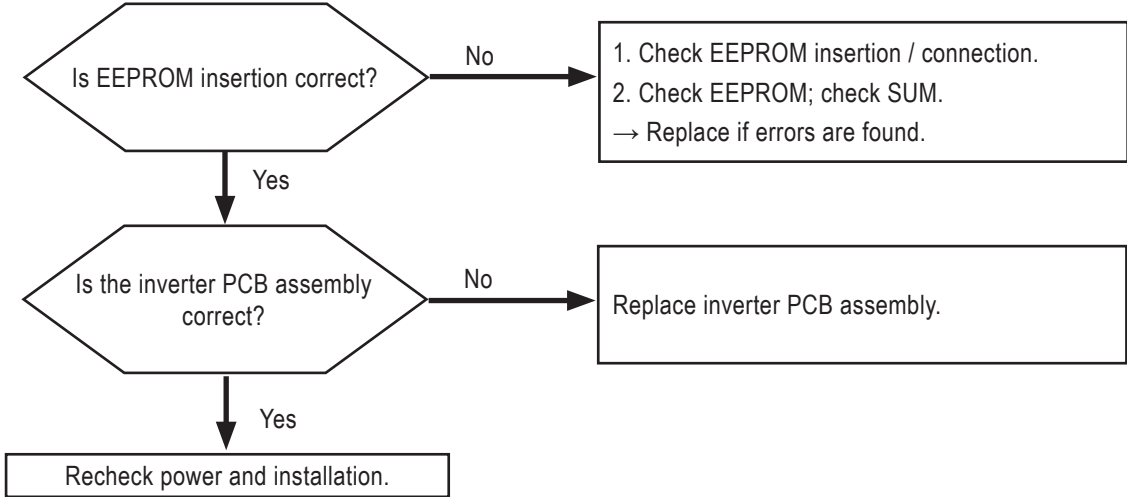 Is EEPROM insertion correct?
No
1. Check EEPROM insertion / connection.
2. Check EEPROM; check SUM.
→ Replace if errors are found.
Yes
Is the inverter PCB assembly
correct?
No
Replace inverter PCB assembly.
Yes
Recheck power and installation.